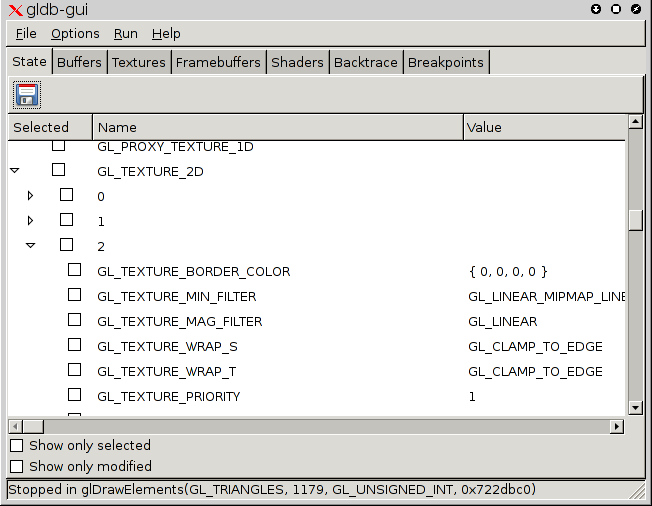 gldb-gui
File Options Run Help
State Buffers Textures Framebuffers Shaders Backtrace Breakpoints
Selected Name Value
GL_PROXY_TEXTURE_1D
GL_TEXTURE_2D
0
1
2
GL_TEXTURE_BORDER_COLOR { 0, 0, 0, 0 }
GL_TEXTURE_MIN_FILTER GL_LINEAR_MIPMAP_LINE
GL_TEXTURE_MAG_FILTER GL_LINEAR
GL_TEXTURE_WRAP_S GL_CLAMP_TO_EDGE
GL_TEXTURE_WRAP_T GL_CLAMP_TO_EDGE
GL_TEXTURE_PRIORITY 1
Show only selected
Show only modified
Stopped in glDrawElements(GL_TRIANGLES, 1179, GL_UNSIGNED_INT, 0x722dbc0)